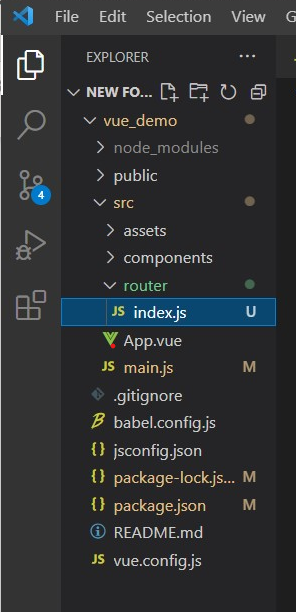 File Edit Selection View G
EXPLORER ...
NEW FO...
vue_demo
node_modules
public
src
assets
components
router
JS index.js U
App.vue
JS main.js M
.gitignore
babel.config.js
{} jsconfig.json
{} package-lock.js... M
{} package.json M
README.md
JS vue.config.js
4